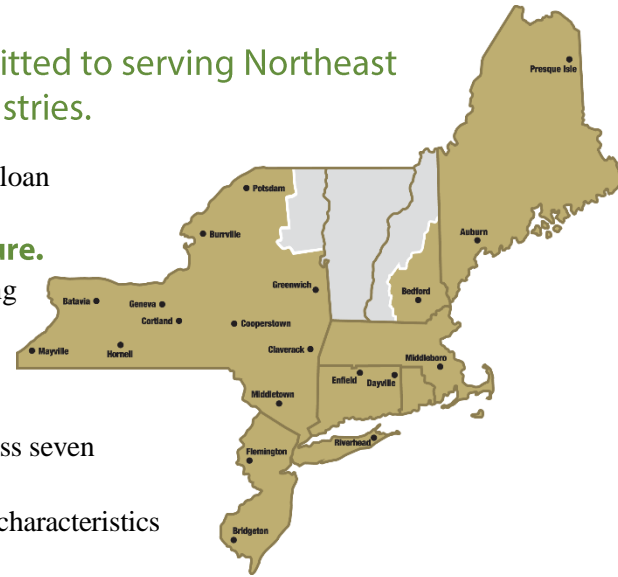 itted to serving Northeast
stries.
loan
ure.
ng
ss seven
characteristics
Presque Isle
Potsdam
Burrville
Auburn
Greenwich
Bedford
Batavia
Geneva
Cortland
Cooperstown
Mayville
Hornell
Claverack
Middleboro
Enfield
Dayville
Middletown
Riverhead
Flemington
Bridgeton